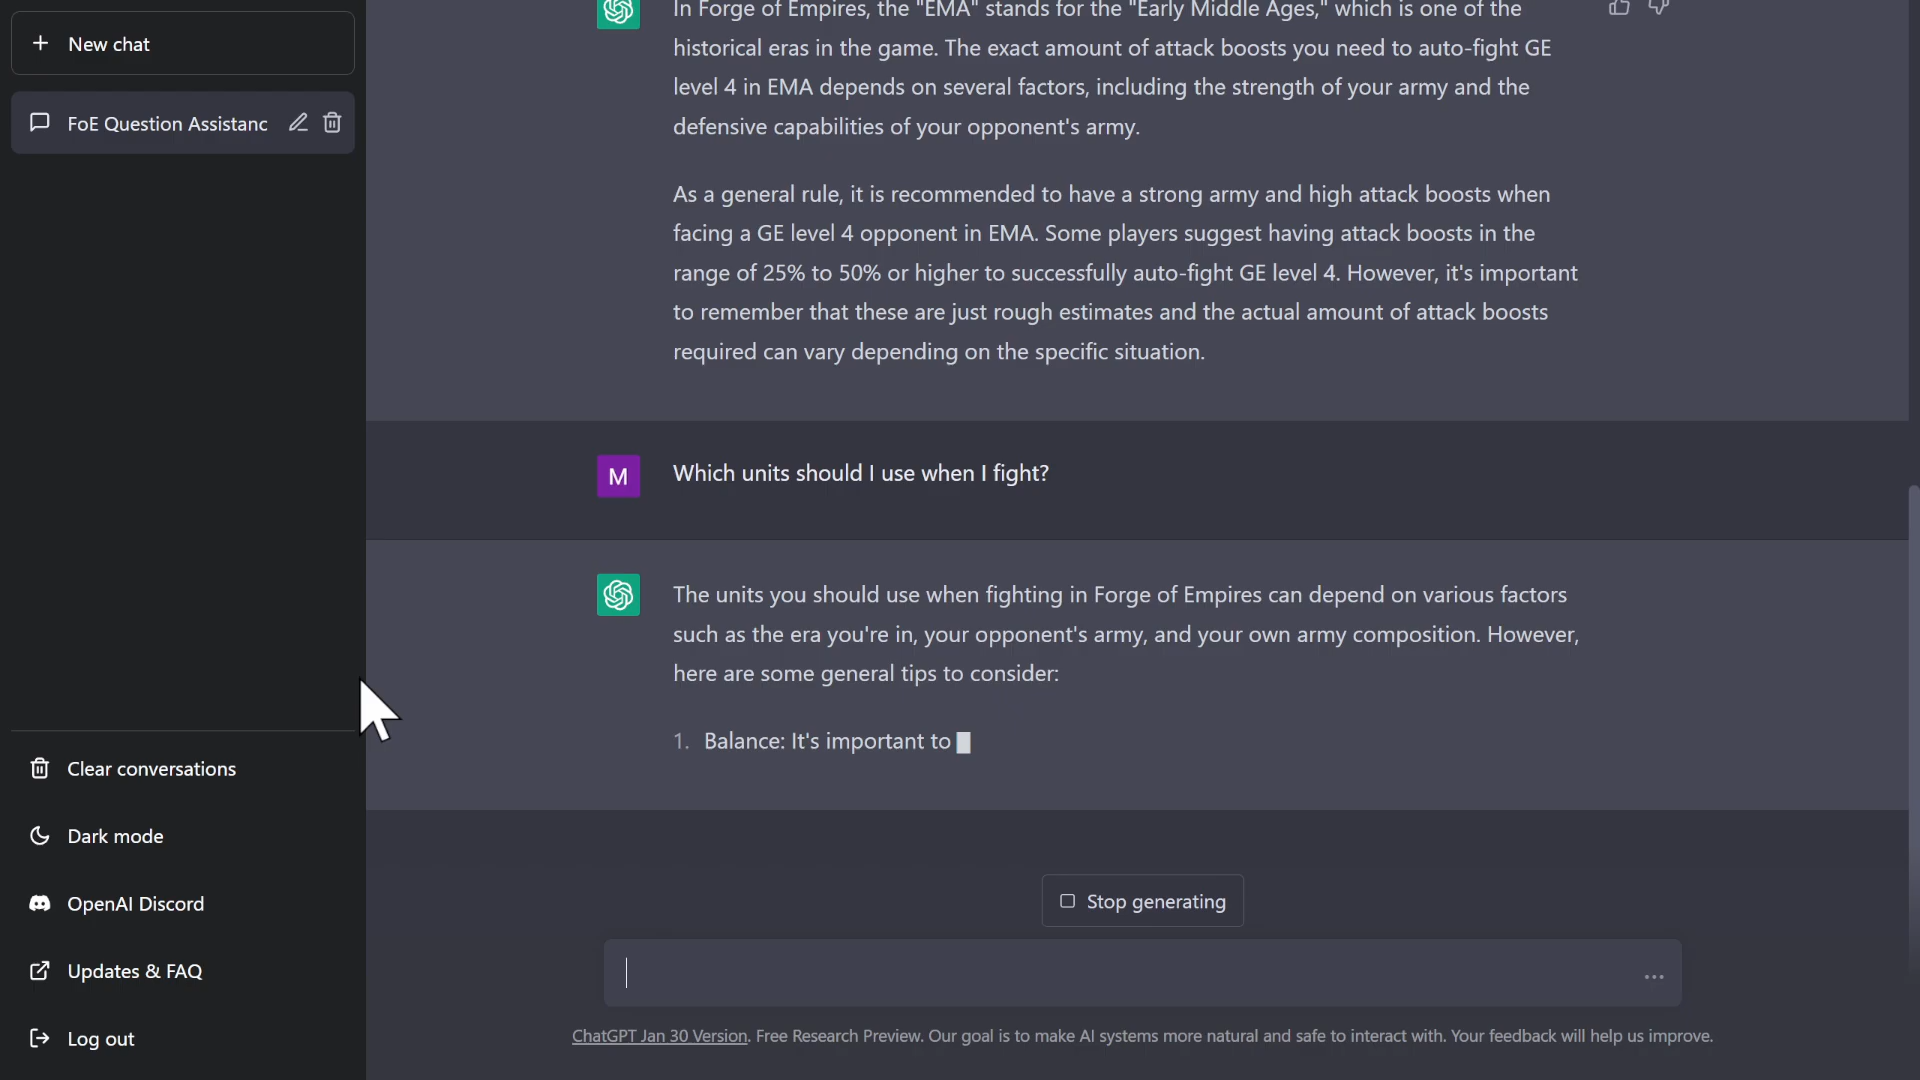 New chat
FoE Question Assistanc
Clear conversations
Dark mode
OpenAI Discord
Updates & FAQ
Log out
In Forge of Empires, the "EMA" stands for the "Early Middle Ages," which is one of the
historical eras in the game. The exact amount of attack boosts you need to auto-fight GE
level 4 in EMA depends on several factors, including the strength of your army and the
defensive capabilities of your opponent's army.
As a general rule, it is recommended to have a strong army and high attack boosts when
facing a GE level 4 opponent in EMA. Some players suggest having attack boosts in the
range of 25% to 50% or higher to successfully auto-fight GE level 4. However, it's important
to remember that these are just rough estimates and the actual amount of attack boosts
required can vary depending on the specific situation.
M
Which units should I use when I fight?
The units you should use when fighting in Forge of Empires can depend on various factors
such as the era you're in, your opponent's army, and your own army composition. However,
here are some general tips to consider:
1. Balance: It's important to
Stop generating
ChatGPT Jan 30 Version. Free Research Preview. Our goal is to make AI systems more natural and safe to interact with. Your feedback will help us improve.